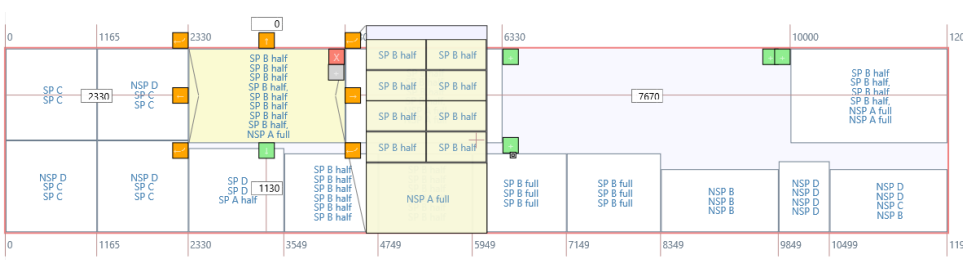 0
0
1165
2330
6330
10000
120
X
SP C
SP C
NSP D
SP C
SP C
2330
SP B half
SP B half
SP B half
SP B half,
SP B half
SP B half
SP B half
SP B half,
NSP A full
SP B half
SP B half
SP B half
SP B half
SP B half
SP B half
SP B half
SP B half
NSP A full
7670
SP B half
SP B half
SP B half
SP B half,
NSP A full
NSP A full
NSP D
SP C
SP C
NSP D
SP C
SP C
SP D
SP D
SP A half
1130
SP B half
SP B half
SP B half
SP B half
SP B half
SP B half
SP B full
SP B full
SP B full
SP B full
SP B full
SP B full
NSP B
NSP B
NSP B
NSP D
NSP D
NSP D
NSP D
NSP D
NSP D
NSP C
NSP B
0
1165
2330
3549
4749
5949
7149
8349
9849
10499
119